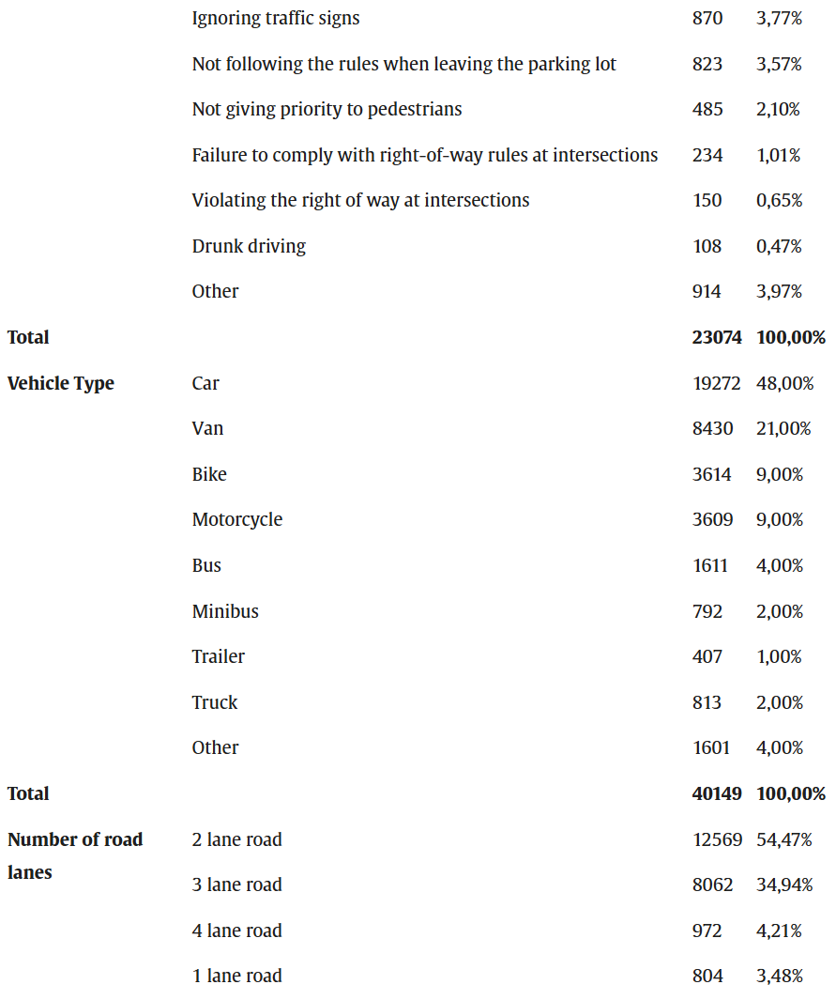 Ignoring traffic signs 870 3,77%
Not following the rules when leaving the parking lot 823 3,57%
Not giving priority to pedestrians 485 2,10%
Failure to comply with right-of-way rules at intersections 234 1,01%
Violating the right of way at intersections 150 0,65%
Drunk driving 108 0,47%
Other 914 3,97%
Total 23074 100,00%
Vehicle Type Car 19272 48,00%
Van 8430 21,00%
Bike 3614 9,00%
Motorcycle 3609 9,00%
Bus 1611 4,00%
Minibus 792 2,00%
Trailer 407 1,00%
Truck 813 2,00%
Other 1601 4,00%
Total 40149 100,00%
Number of road 2 lane road 12569 54,47%
lanes
3 lane road 8062 34,94%
4 lane road 972 4,21%
1 lane road 804 3,48%